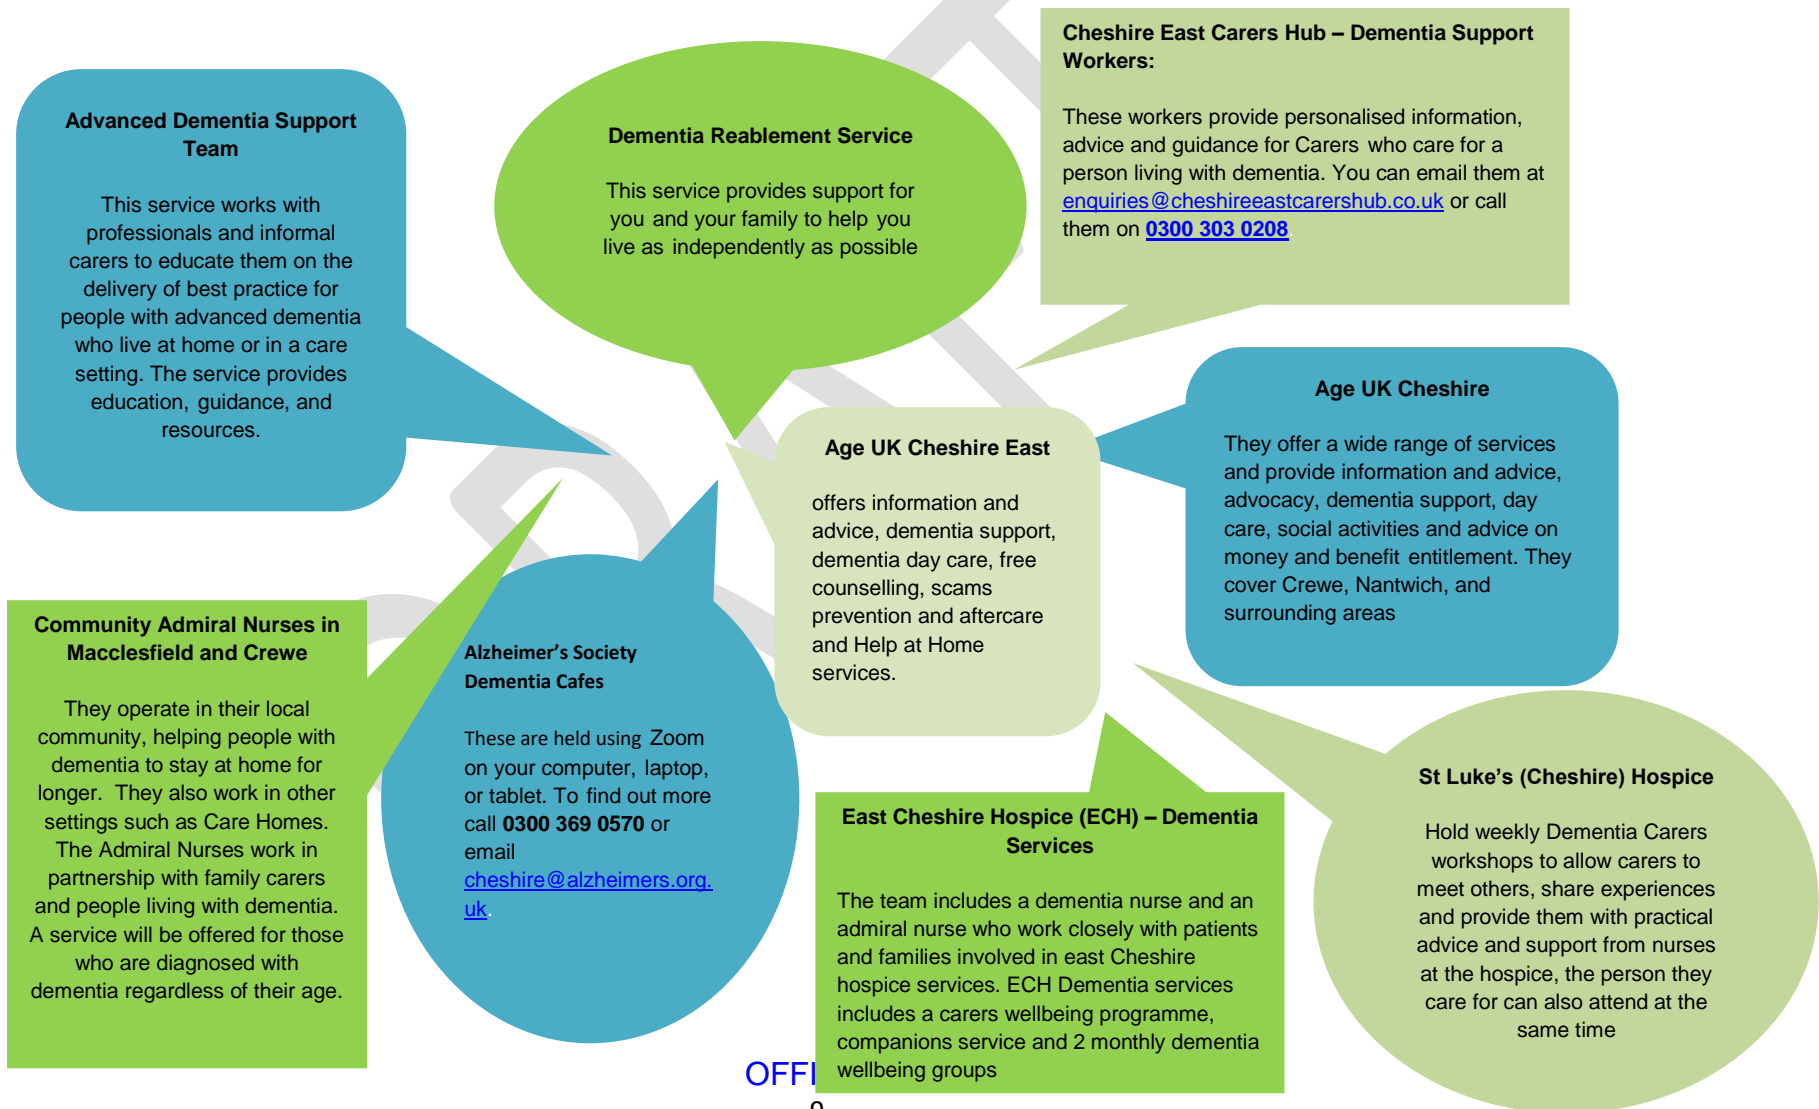 Cheshire East Carers Hub – Dementia Support
Workers:
These workers provide personalised information,
advice and guidance for Carers who care for a
person living with dementia. You can email them at
enquiries@cheshireeastcarershub.co.uk or call
them on 0300 303 0208.
Advanced Dementia Support
Team
This service works with
professionals and informal
carers to educate them on the
delivery of best practice for
people with advanced dementia
who live at home or in a care
setting. The service provides
education, guidance, and
resources.
Dementia Reablement Service
This service provides support for
you and your family to help you
live as independently as possible
Age UK Cheshire
They offer a wide range of services
and provide information and advice,
advocacy, dementia support, day
care, social activities and advice on
money and benefit entitlement. They
cover Crewe, Nantwich, and
surrounding areas
Age UK Cheshire East
offers information and
advice, dementia support,
dementia day care, free
counselling, scams
prevention and aftercare
and Help at Home
services.
Community Admiral Nurses in
Macclesfield and Crewe
They operate in their local
community, helping people with
dementia to stay at home for
longer. They also work in other
settings such as Care Homes.
The Admiral Nurses work in
partnership with family carers
and people living with dementia.
A service will be offered for those
who are diagnosed with
dementia regardless of their age.
Alzheimer's Society
Dementia Cafes
These are held using Zoom
on your computer, laptop,
or tablet. To find out more
call 0300 369 0570 or
email
cheshire@alzheimers.org.
uk.
East Cheshire Hospice (ECH) – Dementia
Services
The team includes a dementia nurse and an
admiral nurse who work closely with patients
and families involved in east Cheshire
hospice services. ECH Dementia services
includes a carers wellbeing programme,
companions service and 2 monthly dementia
wellbeing groups
St Luke's (Cheshire) Hospice
Hold weekly Dementia Carers
workshops to allow carers to
meet others, share experiences
and provide them with practical
advice and support from nurses
at the hospice, the person they
care for can also attend at the
same time